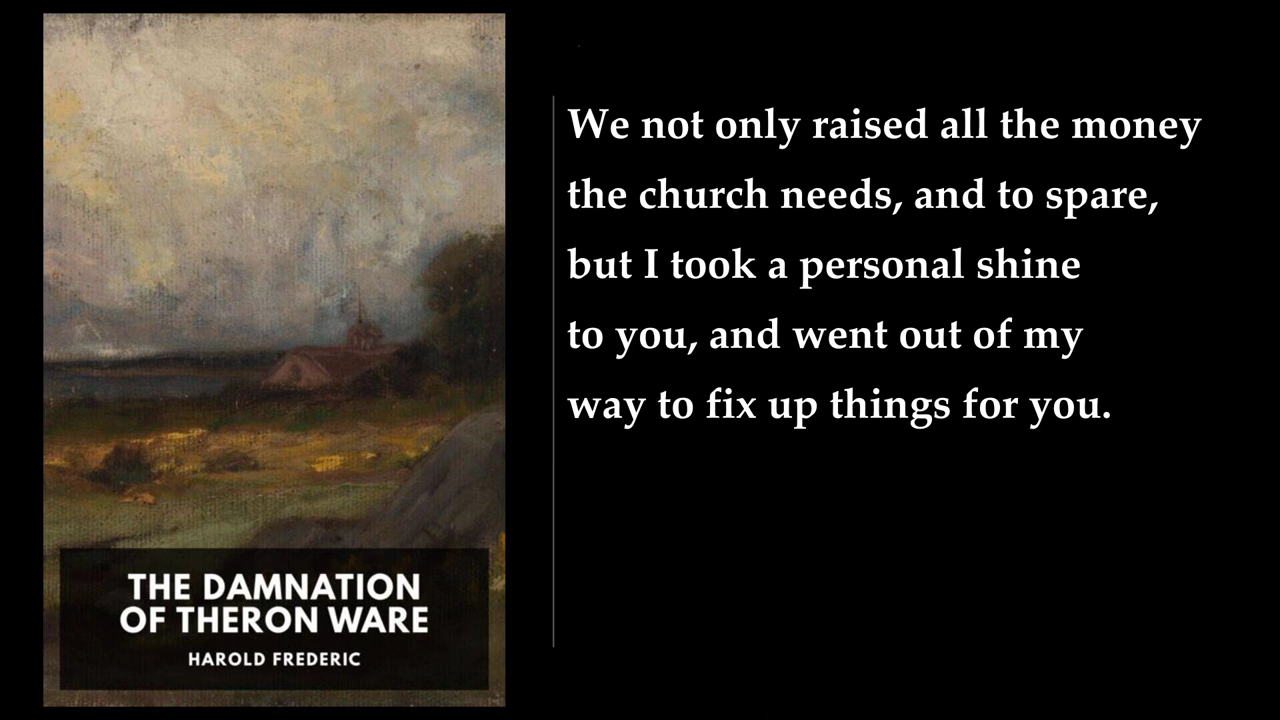 We not only raised all the money
the church needs, and to spare,
but I took a personal shine
to you, and went out of my
way to fix up things for you.
THE DAMNATION
OF THERON WARE
HAROLD FREDERIC